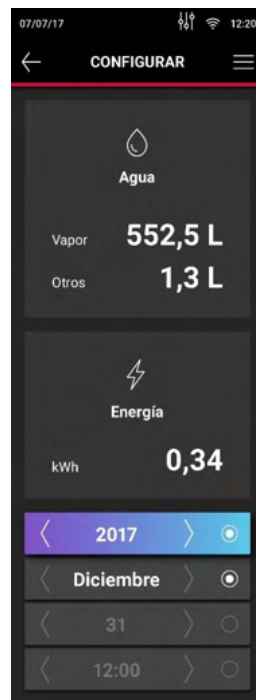 07/07/17 12:20
CONFIGURAR
Agua
Vapor 552,5 L
Otros 1,3 L
Energía
kWh 0,34
2017
Diciembre
31
12:00